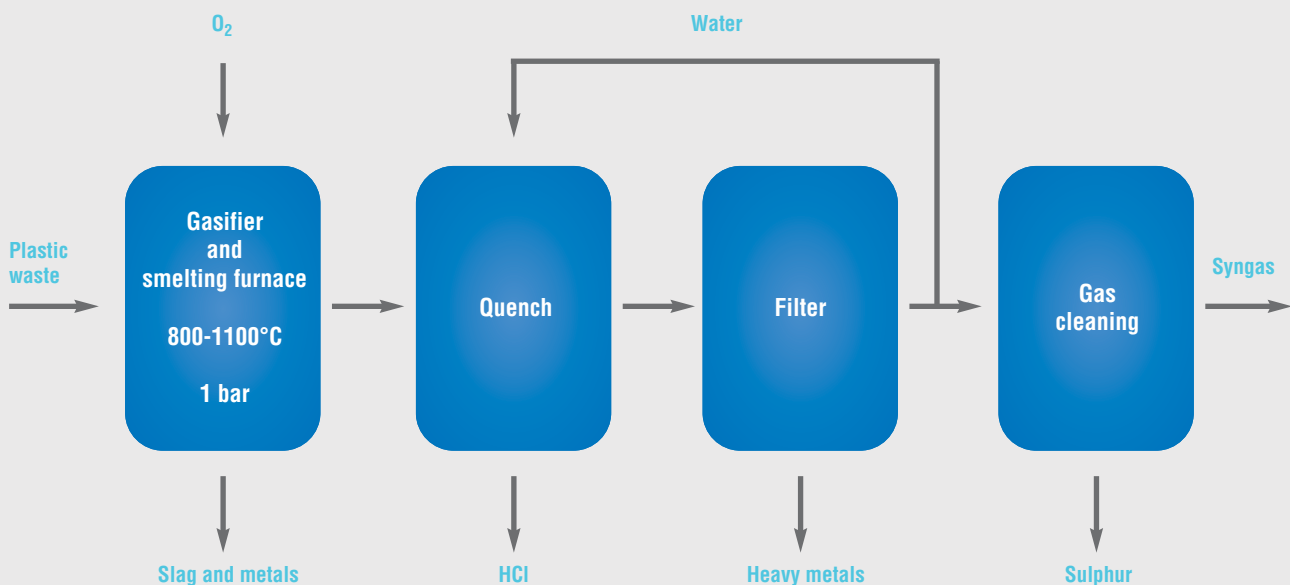 O₂
Water
Plastic
waste
Gasifier
and
smelting furnace
800-1100°C
1 bar
Quench
Filter
Gas
cleaning
Syngas
Slag and metals
HCl
Heavy metals
Sulphur